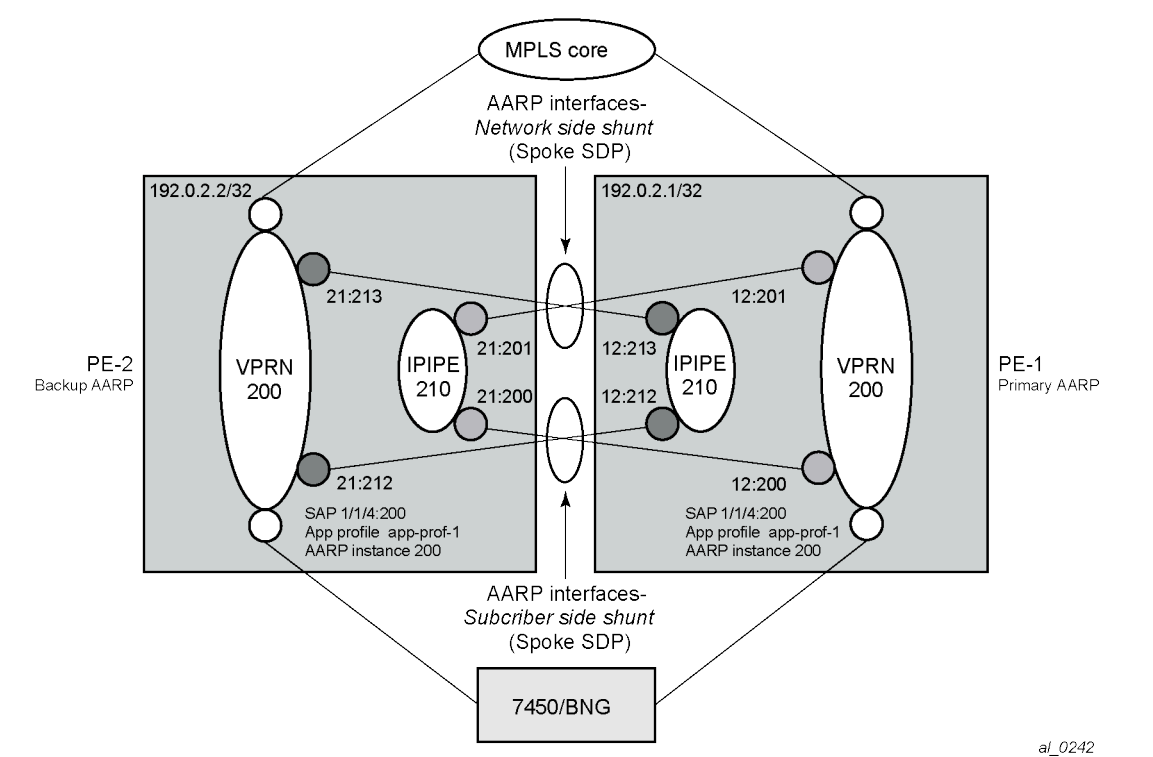 MPLS core
AARP interfaces-
Network side shunt
(Spoke SDP)
192.0.2.2/32
192.0.2.1/32
21:213
12:201
21:201
12:213
PE-2
Backup AARP
VPRN
200
IPIPE
210
IPIPE
210
VPRN
200
PE-1
Primary AARP
21:200
12:212
21:212
12:200
SAP 1/1/4:200
App profile app-prof-1
AARP instance 200
SAP 1/1/4:200
App profile app-prof-1
AARP instance 200
AARP interfaces-
Subcriber side shunt
(Spoke SDP)
7450/BNG
al_0242